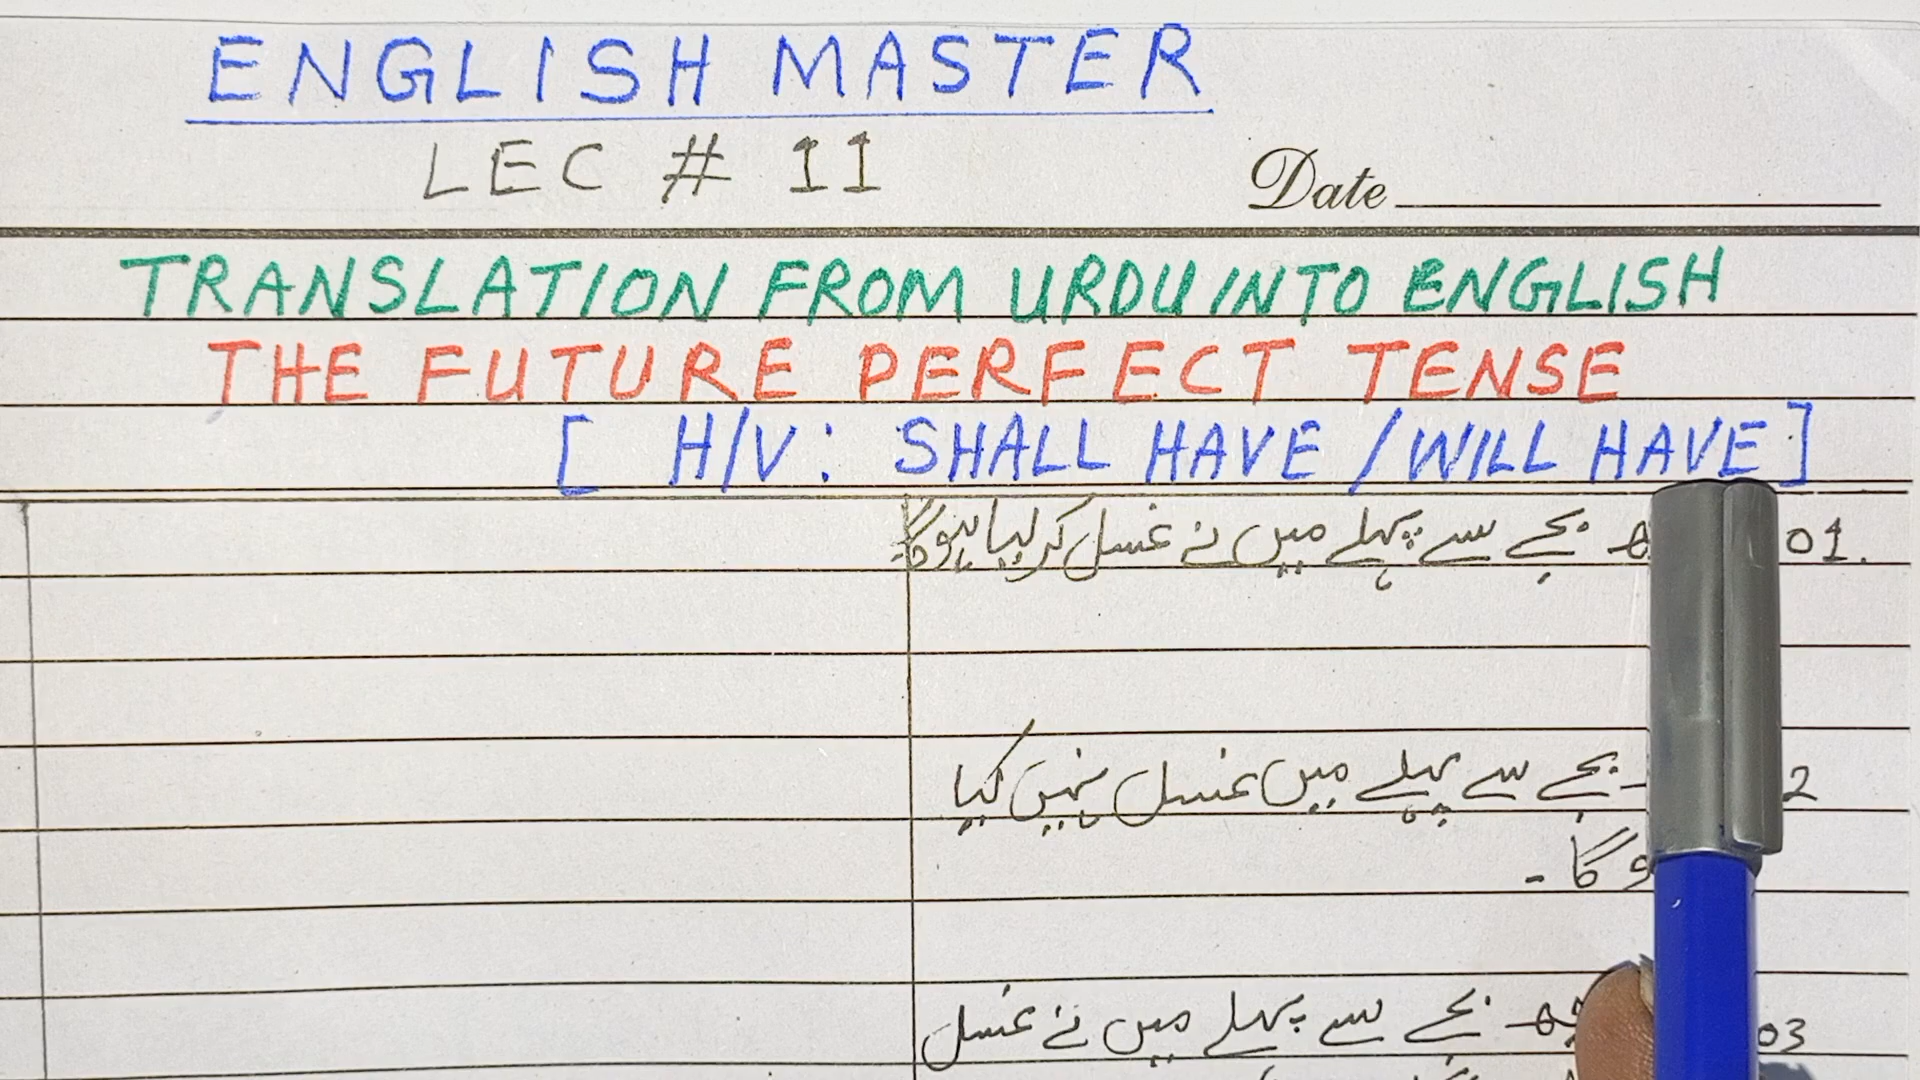 ENGLISH MASTER
LEC # 11
Date
TRANSLATION FROM URDU INTO ENGLISH
THE FUTURE PERFECT TENSE
[ H/V: SHALL HAVE / WILL HAVE ]
01. بجے سے پہلے میں نے غسل کر لیا ہوگا۔
2 بجے سے پہلے میں غسل نہیں کیا
گا۔
03 بجے سے پہلے میں نے غسل